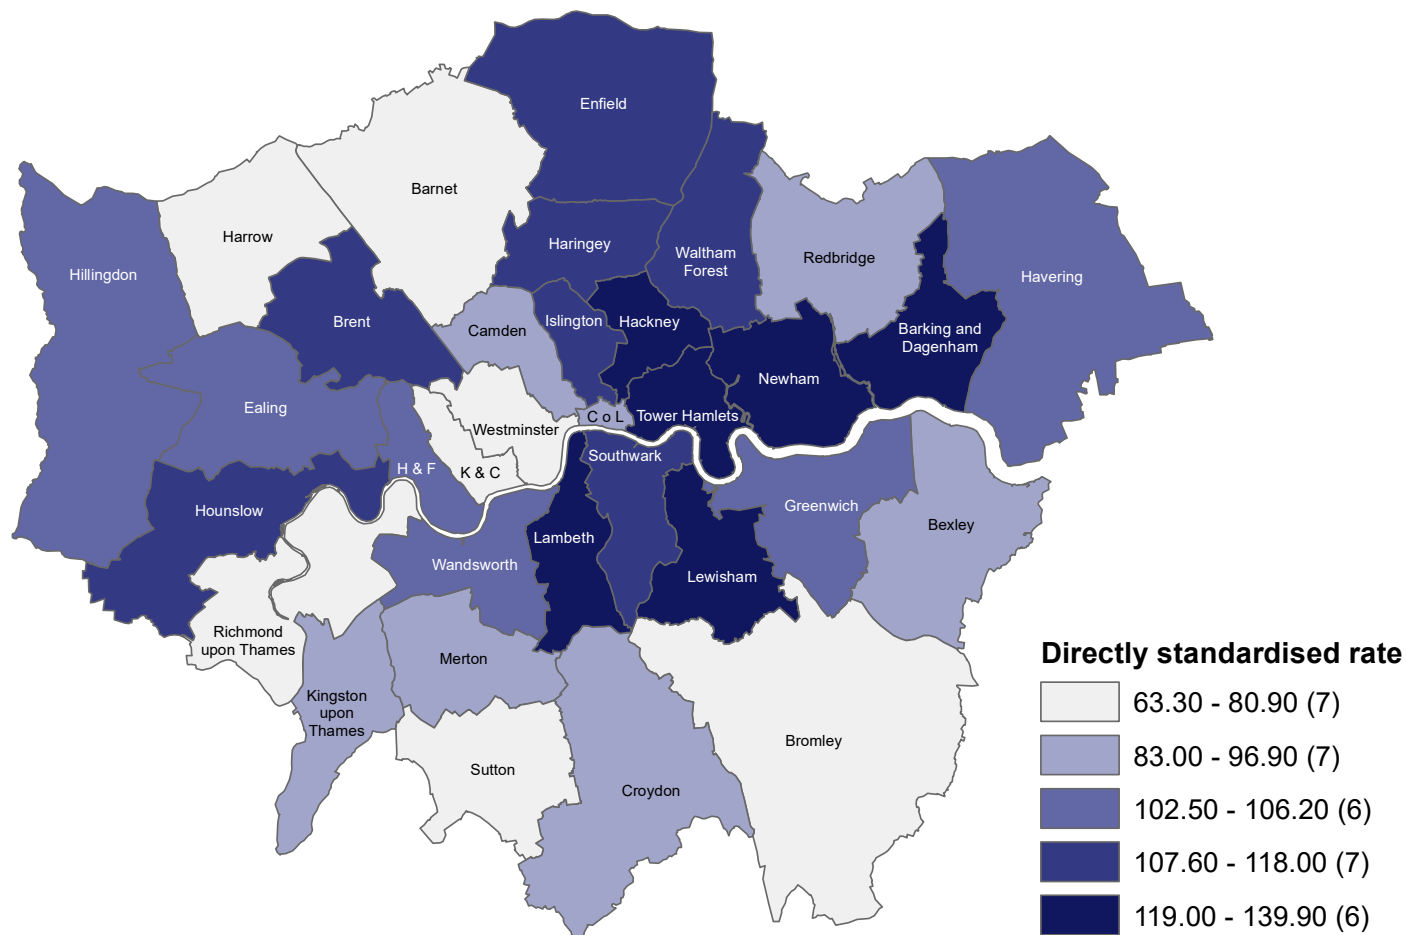 Enfield
Barnet
Harrow
Haringey
Waltham
Forest
Redbridge
Hillingdon
Havering
Brent
Camden
Islington
Hackney
Barking and
Dagenham
Newham
Ealing
Westminster
C o L
Tower Hamlets
H & F
K & C
Southwark
Hounslow
Greenwich
Bexley
Lambeth
Wandsworth
Lewisham
Richmond
upon Thames
Merton
Kingston
upon
Thames
Sutton
Croydon
Bromley
Directly standardised rate
63.30 - 80.90 (7)
83.00 - 96.90 (7)
102.50 - 106.20 (6)
107.60 - 118.00 (7)
119.00 - 139.90 (6)